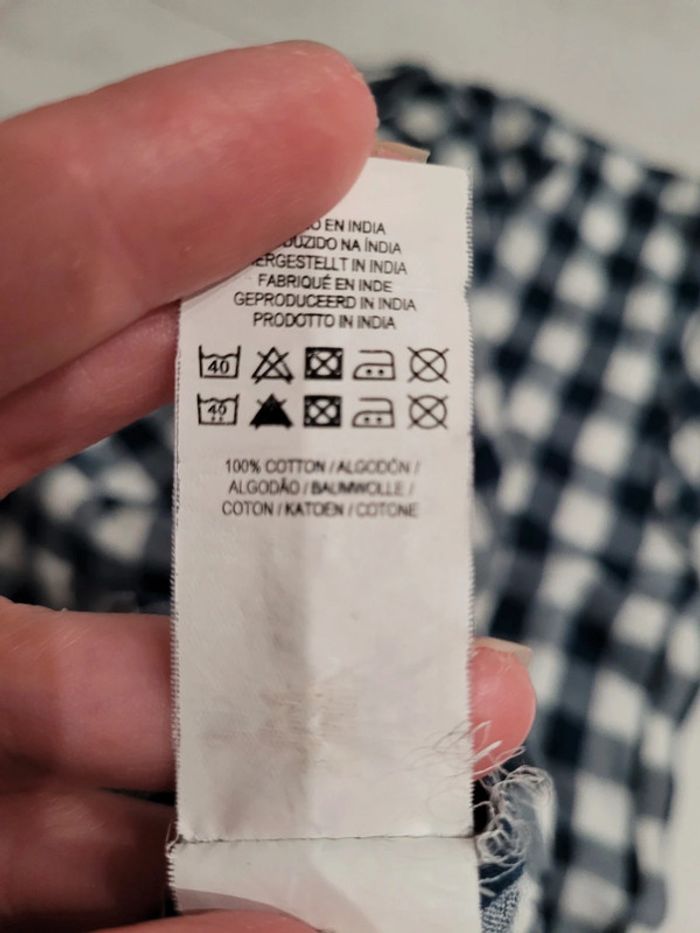 EN INDIA
NA ÍNDIA
IN INDIA
FABRIQUÉ EN INDE
GEPRODUCEERD IN INDIA
PRODOTTO IN INDIA
40
40
100% COTTON / ALGODÓN /
ALGODÃO / BAUMWOLLE /
COTON / KATOEN / COTONE